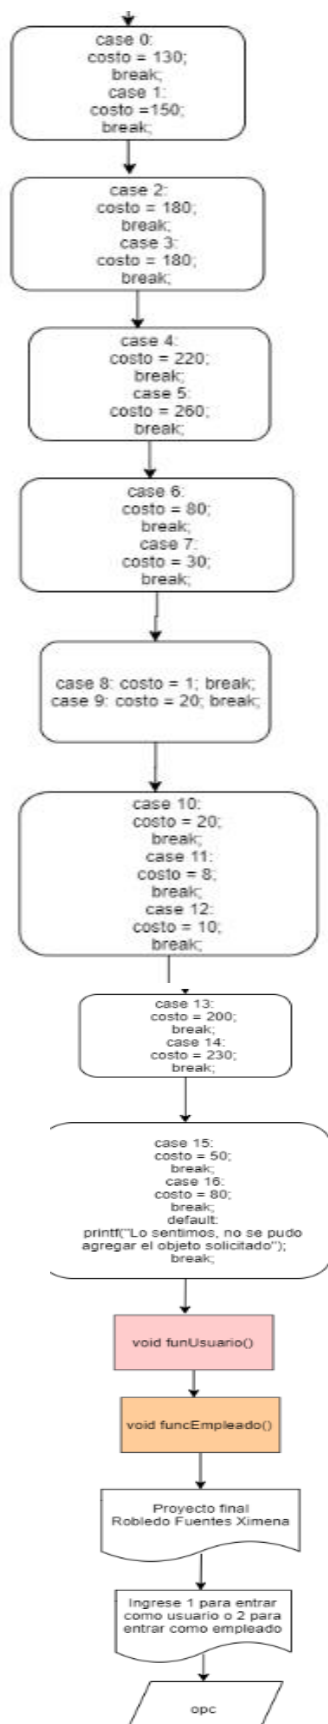 case 0:
costo = 130;
break;
case 1:
costo =150;
break;
case 2:
costo = 180;
break;
case 3:
costo = 180;
break;
case 4:
costo = 220;
break;
case 5:
costo = 260;
break;
case 6:
costo = 80;
break;
case 7:
costo = 30;
break;
case 8: costo = 1; break;
case 9: costo = 20; break;
case 10:
costo = 20;
break;
case 11:
costo = 8;
break;
case 12:
costo = 10;
break;
case 13:
costo = 200;
break;
case 14:
costo = 230;
break;
case 15:
costo = 50;
break;
case 16:
costo = 80;
break;
default:
printf("Lo sentimos, no se pudo
agregar el objeto solicitado");
break;
void funUsuario()
void funcEmpleado()
Proyecto final
Robledo Fuentes Ximena
Ingrese 1 para entrar
como usuario o 2 para
entrar como empleado
opc